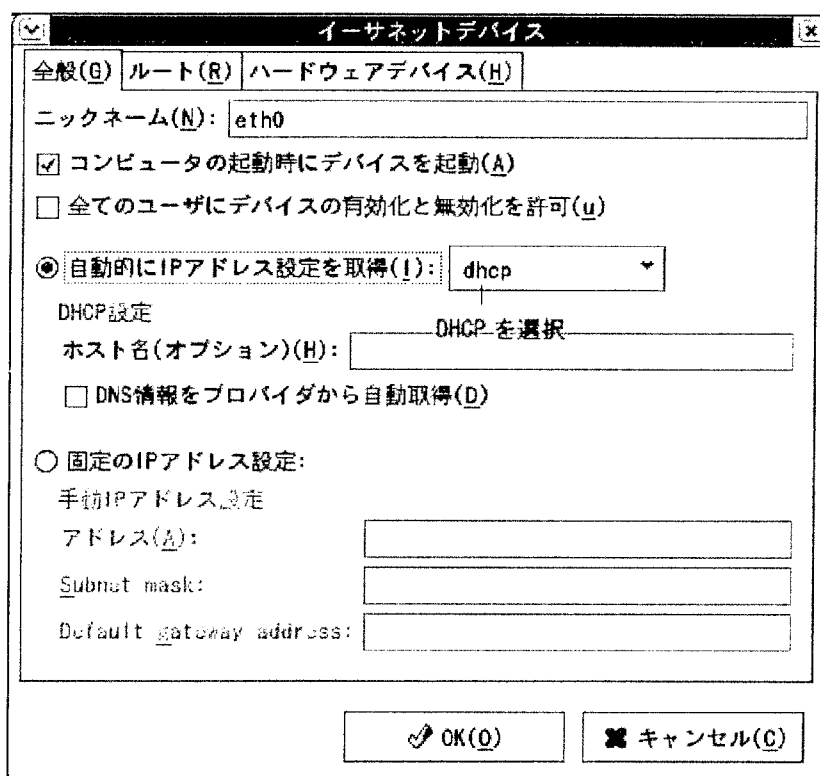 イーサネットデバイス
全般(G) ルート(R) ハードウェアデバイス(H)
ニックネーム(N): eth0
コンピュータの起動時にデバイスを起動(A)
全てのユーザにデバイスの有効化と無効化を許可(u)
自動的にIPアドレス設定を取得(I): dhcp
DHCP設定
DHCP を選択
ホスト名(オプション)(H):
DNS情報をプロバイダから自動取得(D)
固定のIPアドレス設定:
手動IPアドレス設定
アドレス(A):
Subnet mask:
Default gateway address:
OK(O) キャンセル(C)